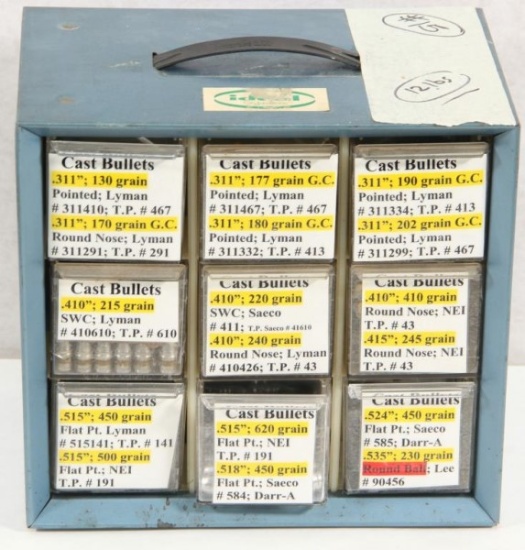 12 lbs
Cast Bullets
.311"; 130 grain
Pointed; Lyman
# 311410; T.P. # 467
.311"; 170 grain G.C.
Round Nose; Lyman
# 311291; T.P. # 291
Cast Bullets
.311"; 177 grain G.C.
Pointed; Lyman
# 311467; T.P. # 467
.311"; 180 grain G.C.
Pointed; Lyman
# 311332; T.P. # 413
Cast Bullets
.311"; 190 grain G.C.
Pointed; Lyman
# 311334; T.P. # 413
.311"; 202 grain G.C.
Pointed; Lyman
# 311299; T.P. # 467
Cast Bullets
.410"; 215 grain
SWC; Lyman
# 410610; T.P. # 610
Cast Bullets
.410"; 220 grain
SWC; Saeco
# 411; T.P. Saeco # 41610
.410"; 240 grain
Round Nose; Lyman
# 410426; T.P. # 43
Cast Bullets
.410"; 410 grain
Round Nose; NEI
T.P. # 43
.415"; 245 grain
Round Nose; NEI
T.P. # 43
Cast Bullets
.515"; 450 grain
Flat Pt. Lyman
# 515141; T.P. # 141
.515"; 500 grain
Flat Pt.; NEI
T.P. # 191
Cast Bullets
.515"; 620 grain
Flat Pt.; NEI
T.P. # 191
.518"; 450 grain
Flat Pt.; Saeco
# 584; Darr-A
Cast Bullets
.524"; 450 grain
Flat Pt.; Saeco
# 585; Darr-A
.535"; 230 grain
Round Ball; Lee
# 90456